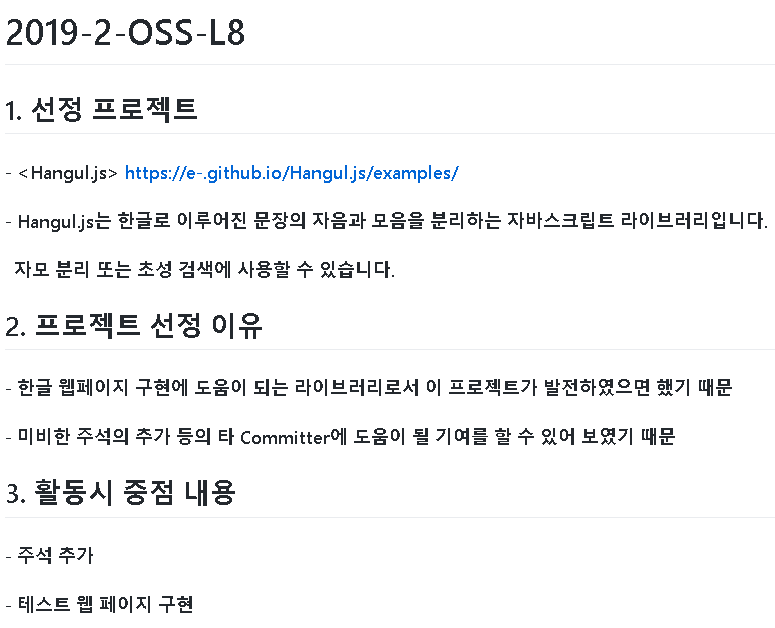 2019-2-OSS-L8
1. 선정 프로젝트
- <Hangul.js> https://e-.github.io/Hangul.js/examples/
- Hangul.js는 한글로 이루어진 문장의 자음과 모음을 분리하는 자바스크립트 라이브러리입니다.
자모 분리 또는 초성 검색에 사용할 수 있습니다.
2. 프로젝트 선정 이유
- 한글 웹페이지 구현에 도움이 되는 라이브러리로서 이 프로젝트가 발전하였으면 했기 때문
- 미비한 주석의 추가 등의 타 Committer에 도움이 될 기여를 할 수 있어 보였기 때문
3. 활동시 중점 내용
- 주석 추가
- 테스트 웹 페이지 구현